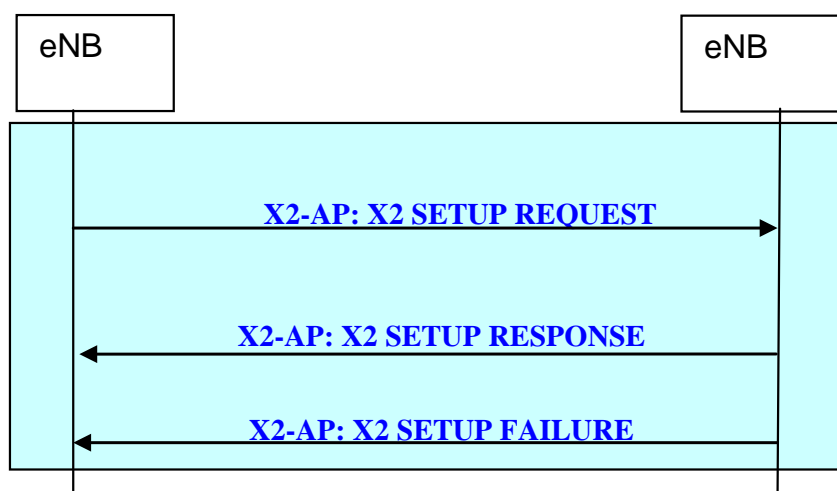 eNB
eNB
X2-AP: X2 SETUP REQUEST
X2-AP: X2 SETUP RESPONSE
X2-AP: X2 SETUP FAILURE